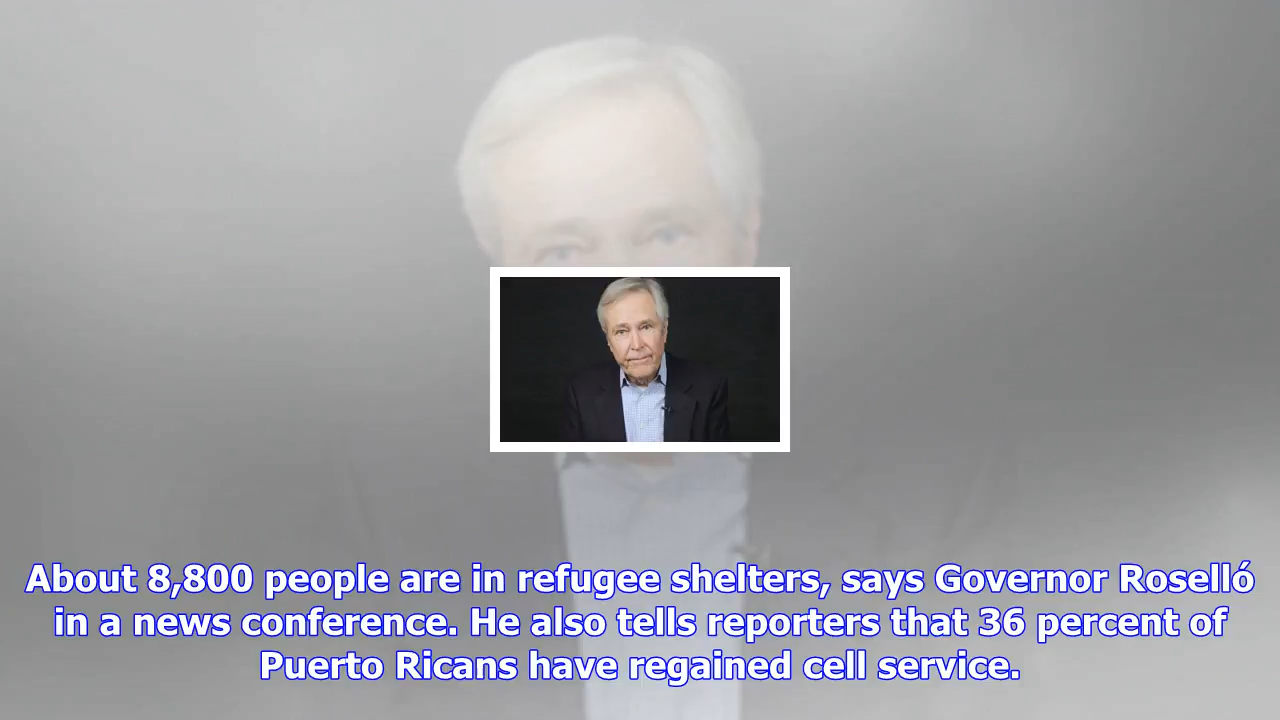 About 8,800 people are in refugee shelters, says Governor Roselló
in a news conference. He also tells reporters that 36 percent of
Puerto Ricans have regained cell service.